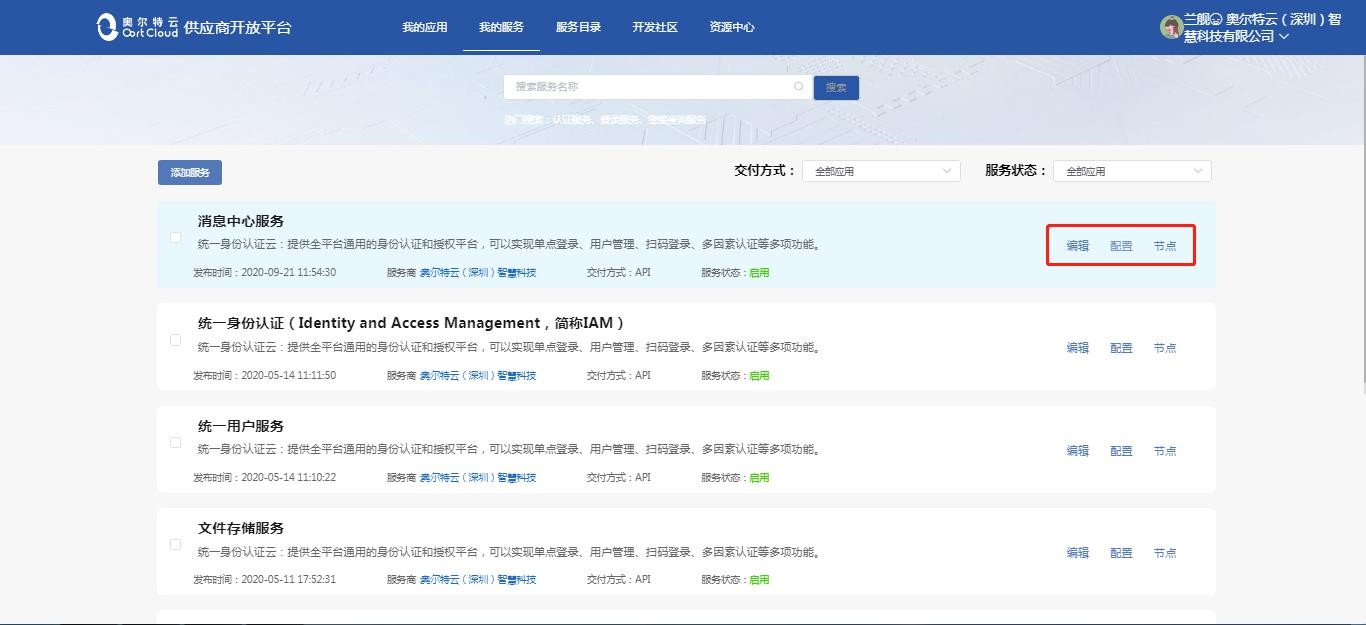 奥尔特云 供应商开放平台 我的应用 我的服务 服务目录 开发社区 资源中心
OortCloud
兰舰 奥尔特云（深圳）智
慧科技有限公司
搜索服务名称 搜索
热门搜索：认证服务、登录服务、
添加服务 交付方式： 全部应用 服务状态： 全部应用
消息中心服务
统一身份认证云：提供全平台通用的身份认证和授权平台，可以实现单点登录、用户管理、扫码登录、多因素认证等多项功能。
编辑 配置 节点
发布时间：2020-09-21 11:54:30 服务商 奥尔特云（深圳）智慧科技 交付方式：API 服务状态：启用
统一身份认证（Identity and Access Management，简称IAM）
统一身份认证云：提供全平台通用的身份认证和授权平台，可以实现单点登录、用户管理、扫码登录、多因素认证等多项功能。
编辑 配置 节点
发布时间：2020-05-14 11:11:50 服务商 奥尔特云（深圳）智慧科技 交付方式：API 服务状态：启用
统一用户服务
统一身份认证云：提供全平台通用的身份认证和授权平台，可以实现单点登录、用户管理、扫码登录、多因素认证等多项功能。
编辑 配置 节点
发布时间：2020-05-14 11:10:22 服务商 奥尔特云（深圳）智慧科技 交付方式：API 服务状态：启用
文件存储服务
统一身份认证云：提供全平台通用的身份认证和授权平台，可以实现单点登录、用户管理、扫码登录、多因素认证等多项功能。
编辑 配置 节点
发布时间：2020-05-11 17:52:31 服务商 奥尔特云（深圳）智慧科技 交付方式：API 服务状态：启用